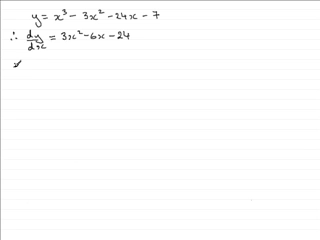 y = x³ - 3x² - 24x - 7
∴ dy/dx = 3x² - 6x - 24